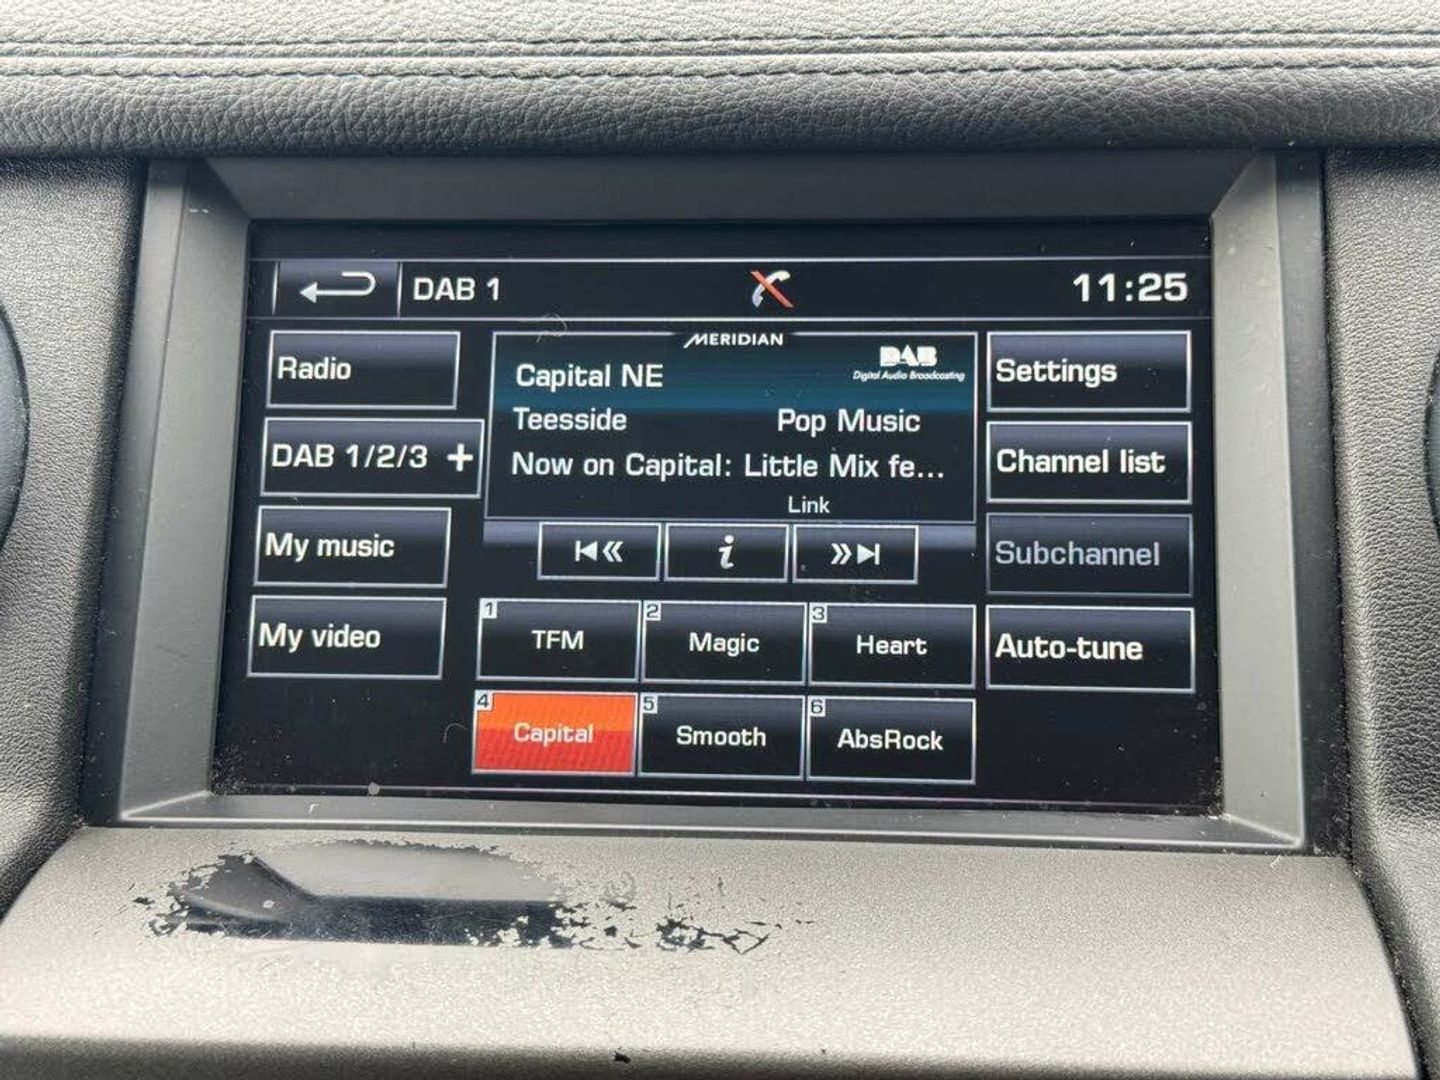 DAB 1
11:25
Radio
DAB 1/2/3 +
My music
My video
MERIDIAN
Capital NE
DAB
Digital Audio Broadcasting
Teesside
Pop Music
Now on Capital: Little Mix fe...
Link
i
Settings
Channel list
Subchannel
Auto-tune
1 TFM
2 Magic
3 Heart
4 Capital
5 Smooth
6 AbsRock